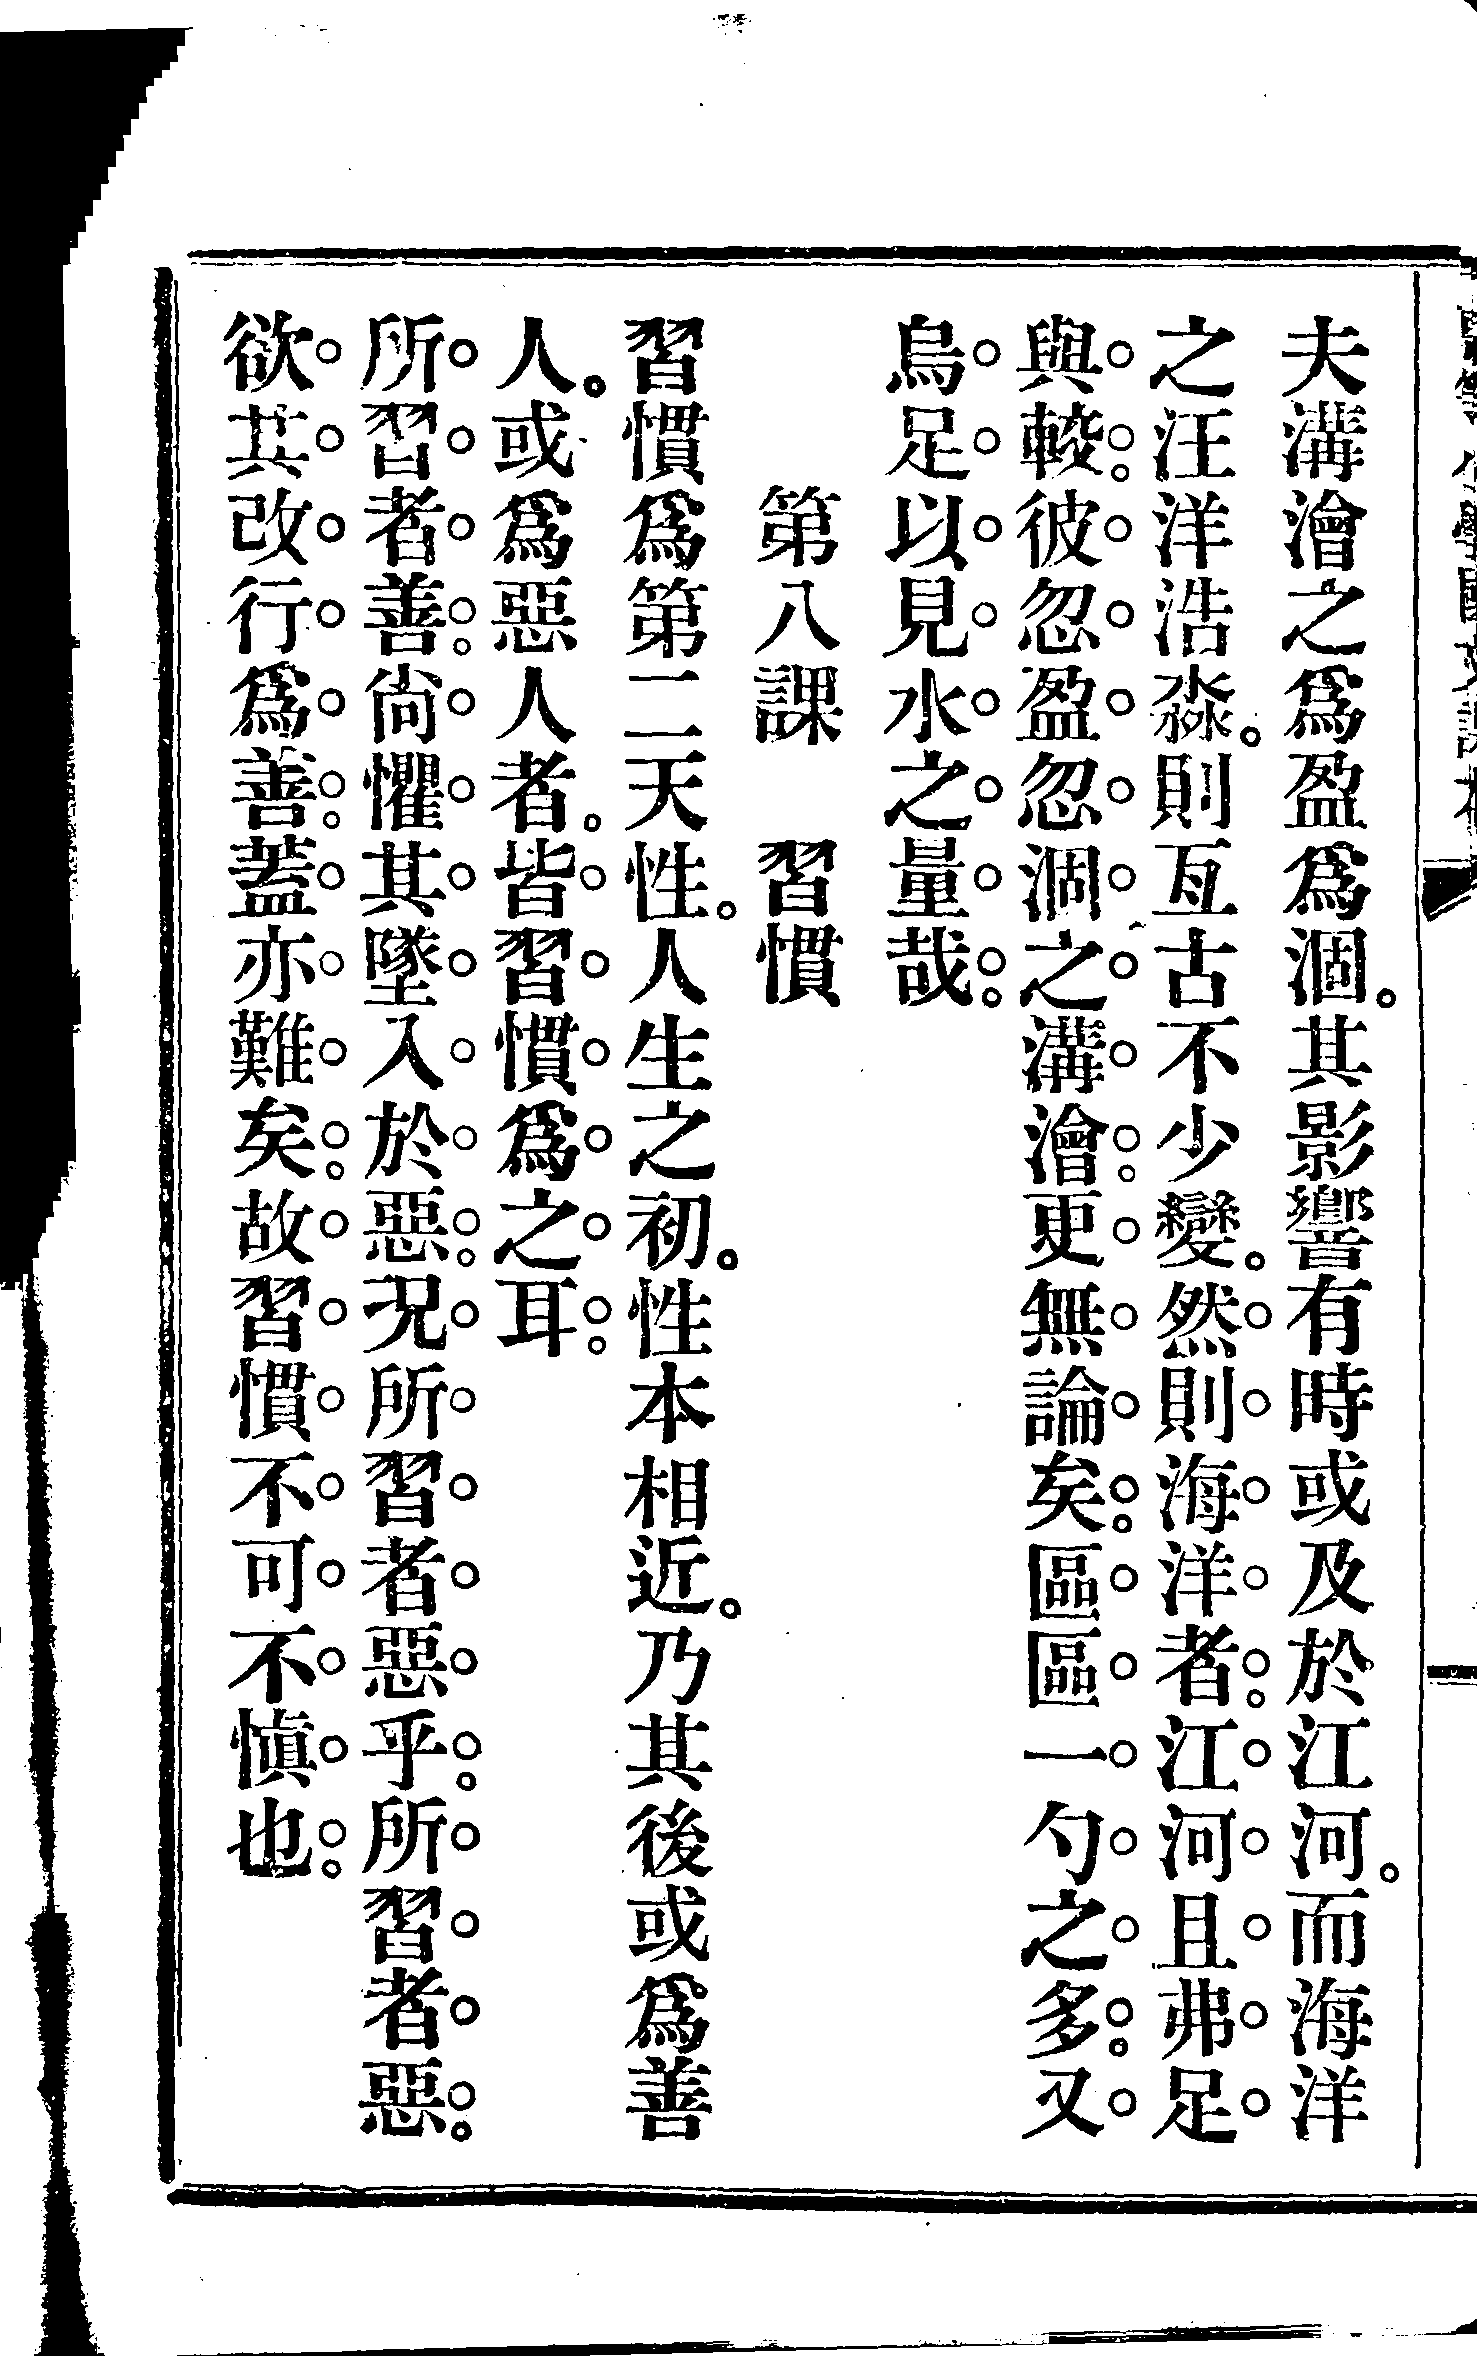 夫溝澮之爲盈爲涸。其影響有時或及於江河。而海洋
之汪洋浩淼。則亙古不少變。然則海洋者。江河且弗足
與較。彼忽盈忽涸之溝澮。更無論矣。區區一勺之多。又
烏足以見水之量哉。
第八課　習慣
習慣爲第二天性。人生之初。性本相近。乃其後或爲善
人。或爲惡人者。皆習慣爲之耳。
所習者善。尙懼其墜入於惡。况所習者惡乎。所習者惡。
欲其改行爲善。蓋亦難矣。故習慣不可不愼也。